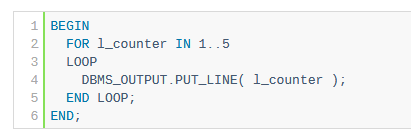 1 BEGIN
2   FOR l_counter IN 1..5
3   LOOP
4     DBMS_OUTPUT.PUT_LINE( l_counter );
5   END LOOP;
6 END;